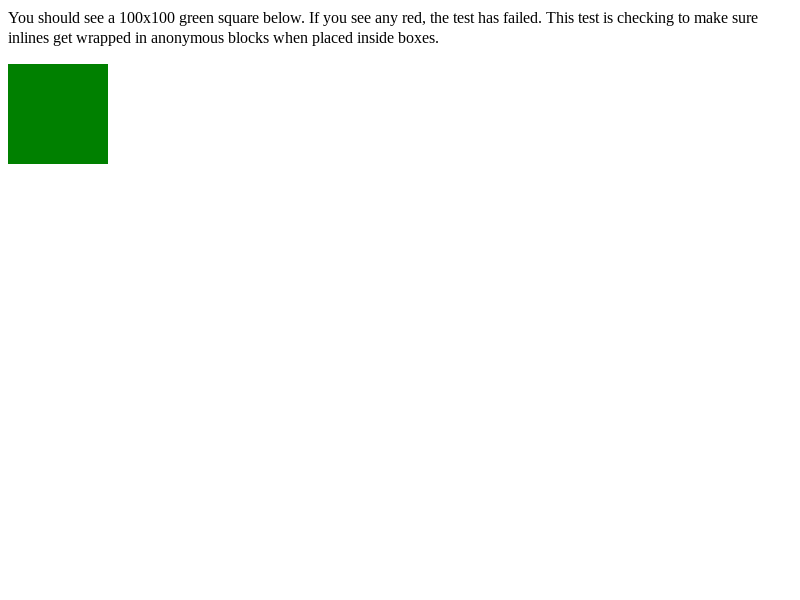 You should see a 100x100 green square below. If you see any red, the test has failed. This test is checking to make sure
inlines get wrapped in anonymous blocks when placed inside boxes.